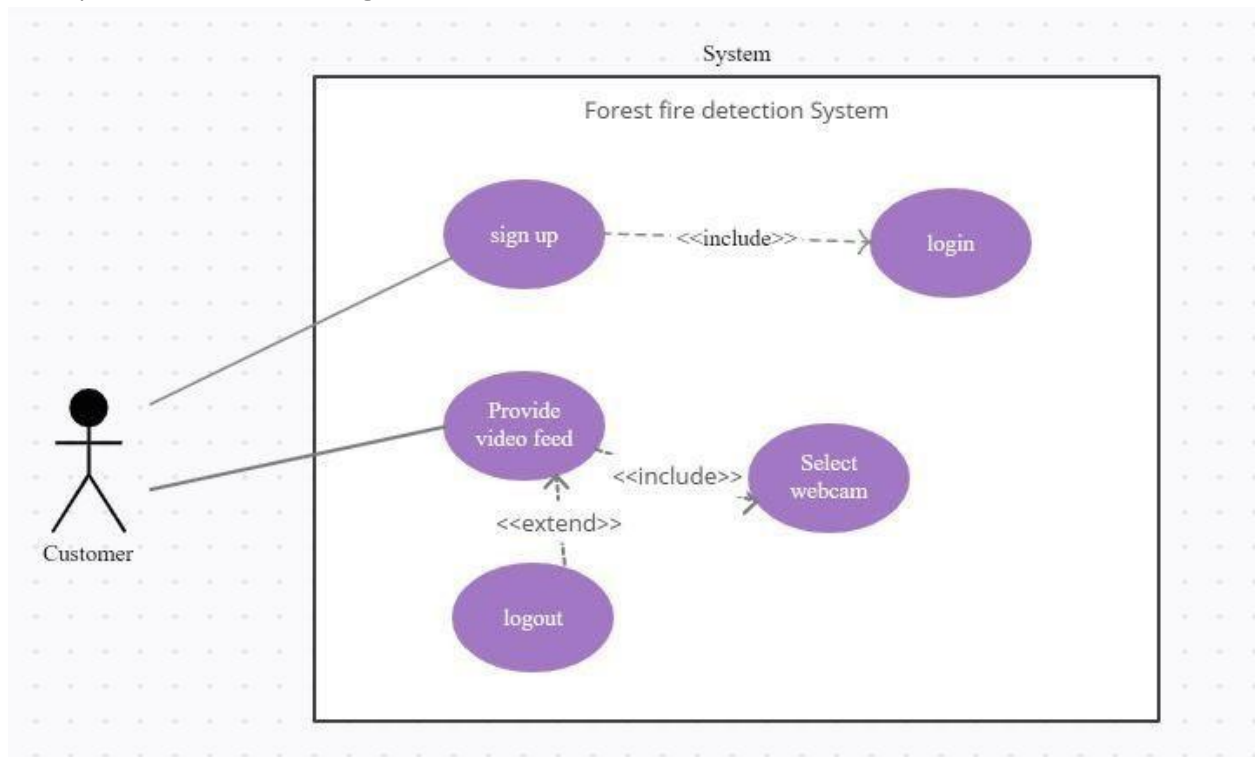 System
Forest fire detection System
sign up
<<include>>
login
Provide
video feed
<<include>>
Select
webcam
<<extend>>
logout
Customer